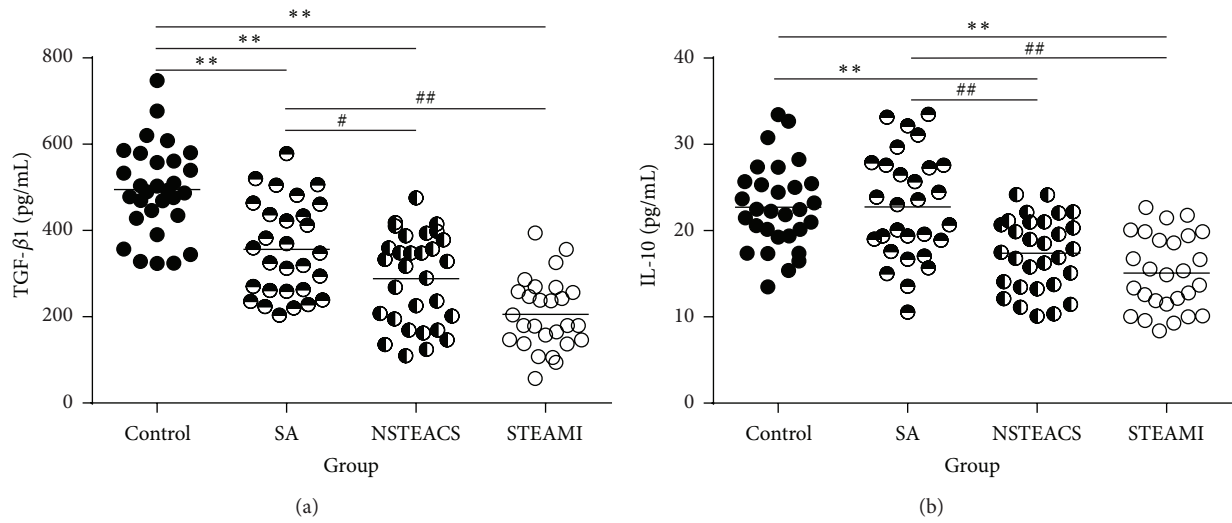 **
**
**
##
#
800
600
400
200
0
TGF-β1 (pg/mL)
Control SA NSTEACS STEAMI
Group
(a)
**
##
**
##
40
30
20
10
0
IL-10 (pg/mL)
Control SA NSTEACS STEAMI
Group
(b)